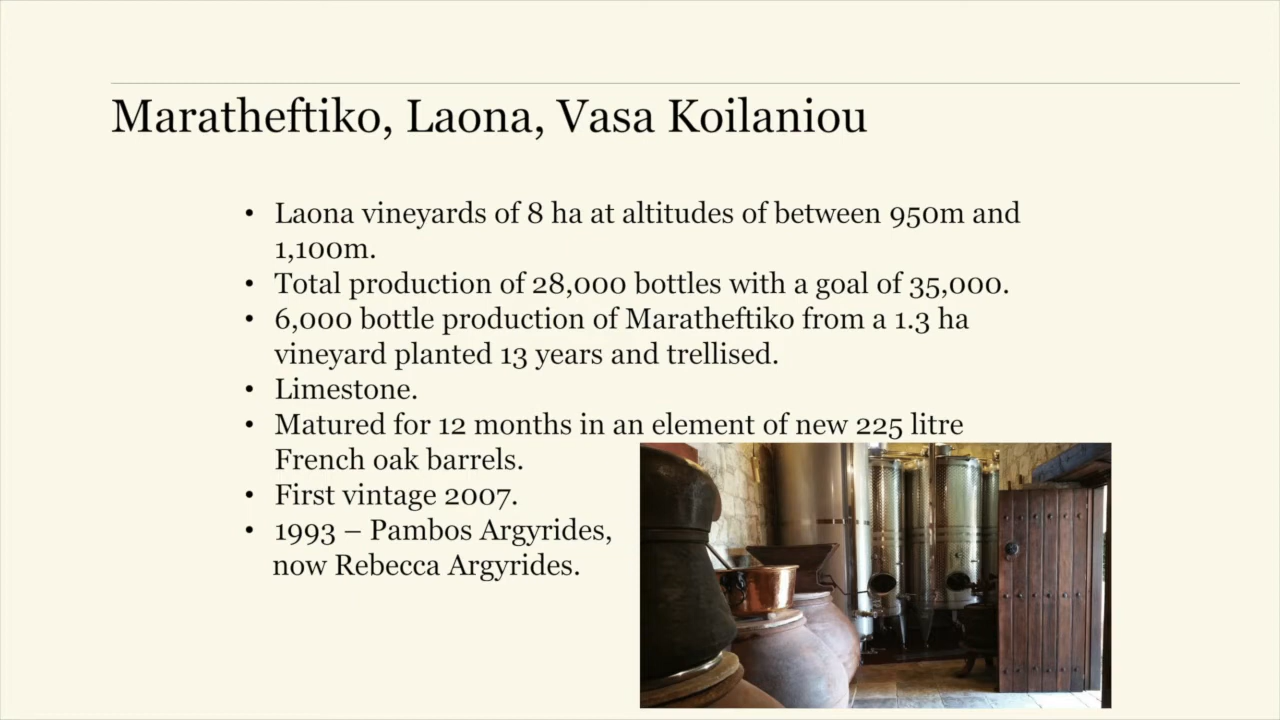 Maratheftiko, Laona, Vasa Koilaniou
• Laona vineyards of 8 ha at altitudes of between 950m and
1,100m.
• Total production of 28,000 bottles with a goal of 35,000.
• 6,000 bottle production of Maratheftiko from a 1.3 ha
vineyard planted 13 years and trellised.
• Limestone.
• Matured for 12 months in an element of new 225 litre
French oak barrels.
• First vintage 2007.
• 1993 – Pambos Argyrides,
now Rebecca Argyrides.